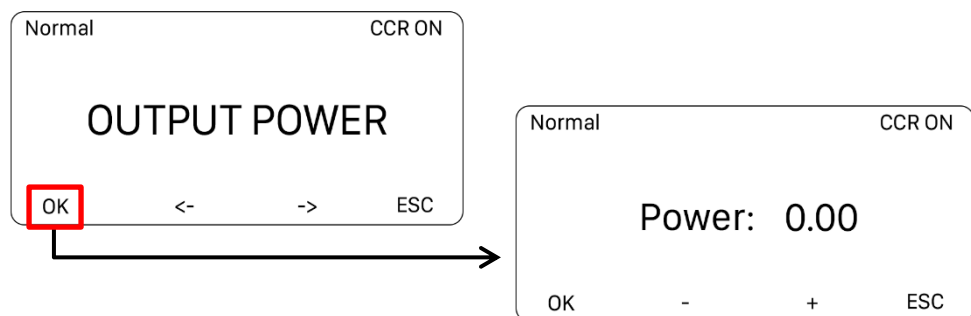 Normal CCR ON
OUTPUT POWER
OK <- -> ESC
Normal CCR ON
Power: 0.00
OK - + ESC